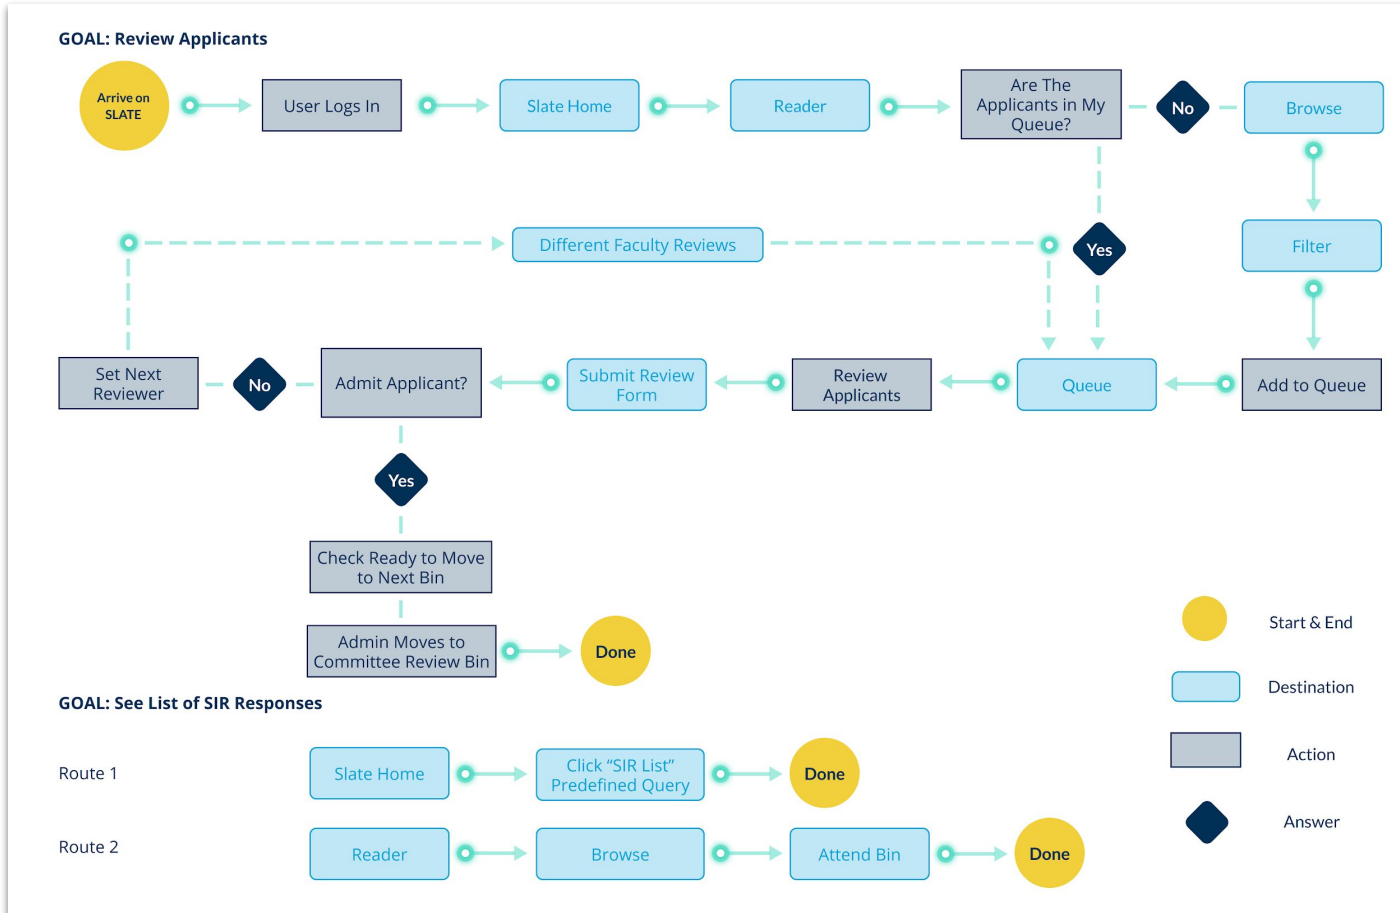 GOAL: Review Applicants
Arrive on
SLATE
User Logs In
Slate Home
Reader
Are The
Applicants in My
Queue?
No
Browse
Different Faculty Reviews
Yes
Filter
Set Next
Reviewer
No
Admit Applicant?
Submit Review
Form
Review
Applicants
Queue
Add to Queue
Yes
Check Ready to Move
to Next Bin
Admin Moves to
Committee Review Bin
Done
Start & End
Destination
Action
Answer
GOAL: See List of SIR Responses
Route 1
Slate Home
Click “SIR List”
Predefined Query
Done
Route 2
Reader
Browse
Attend Bin
Done